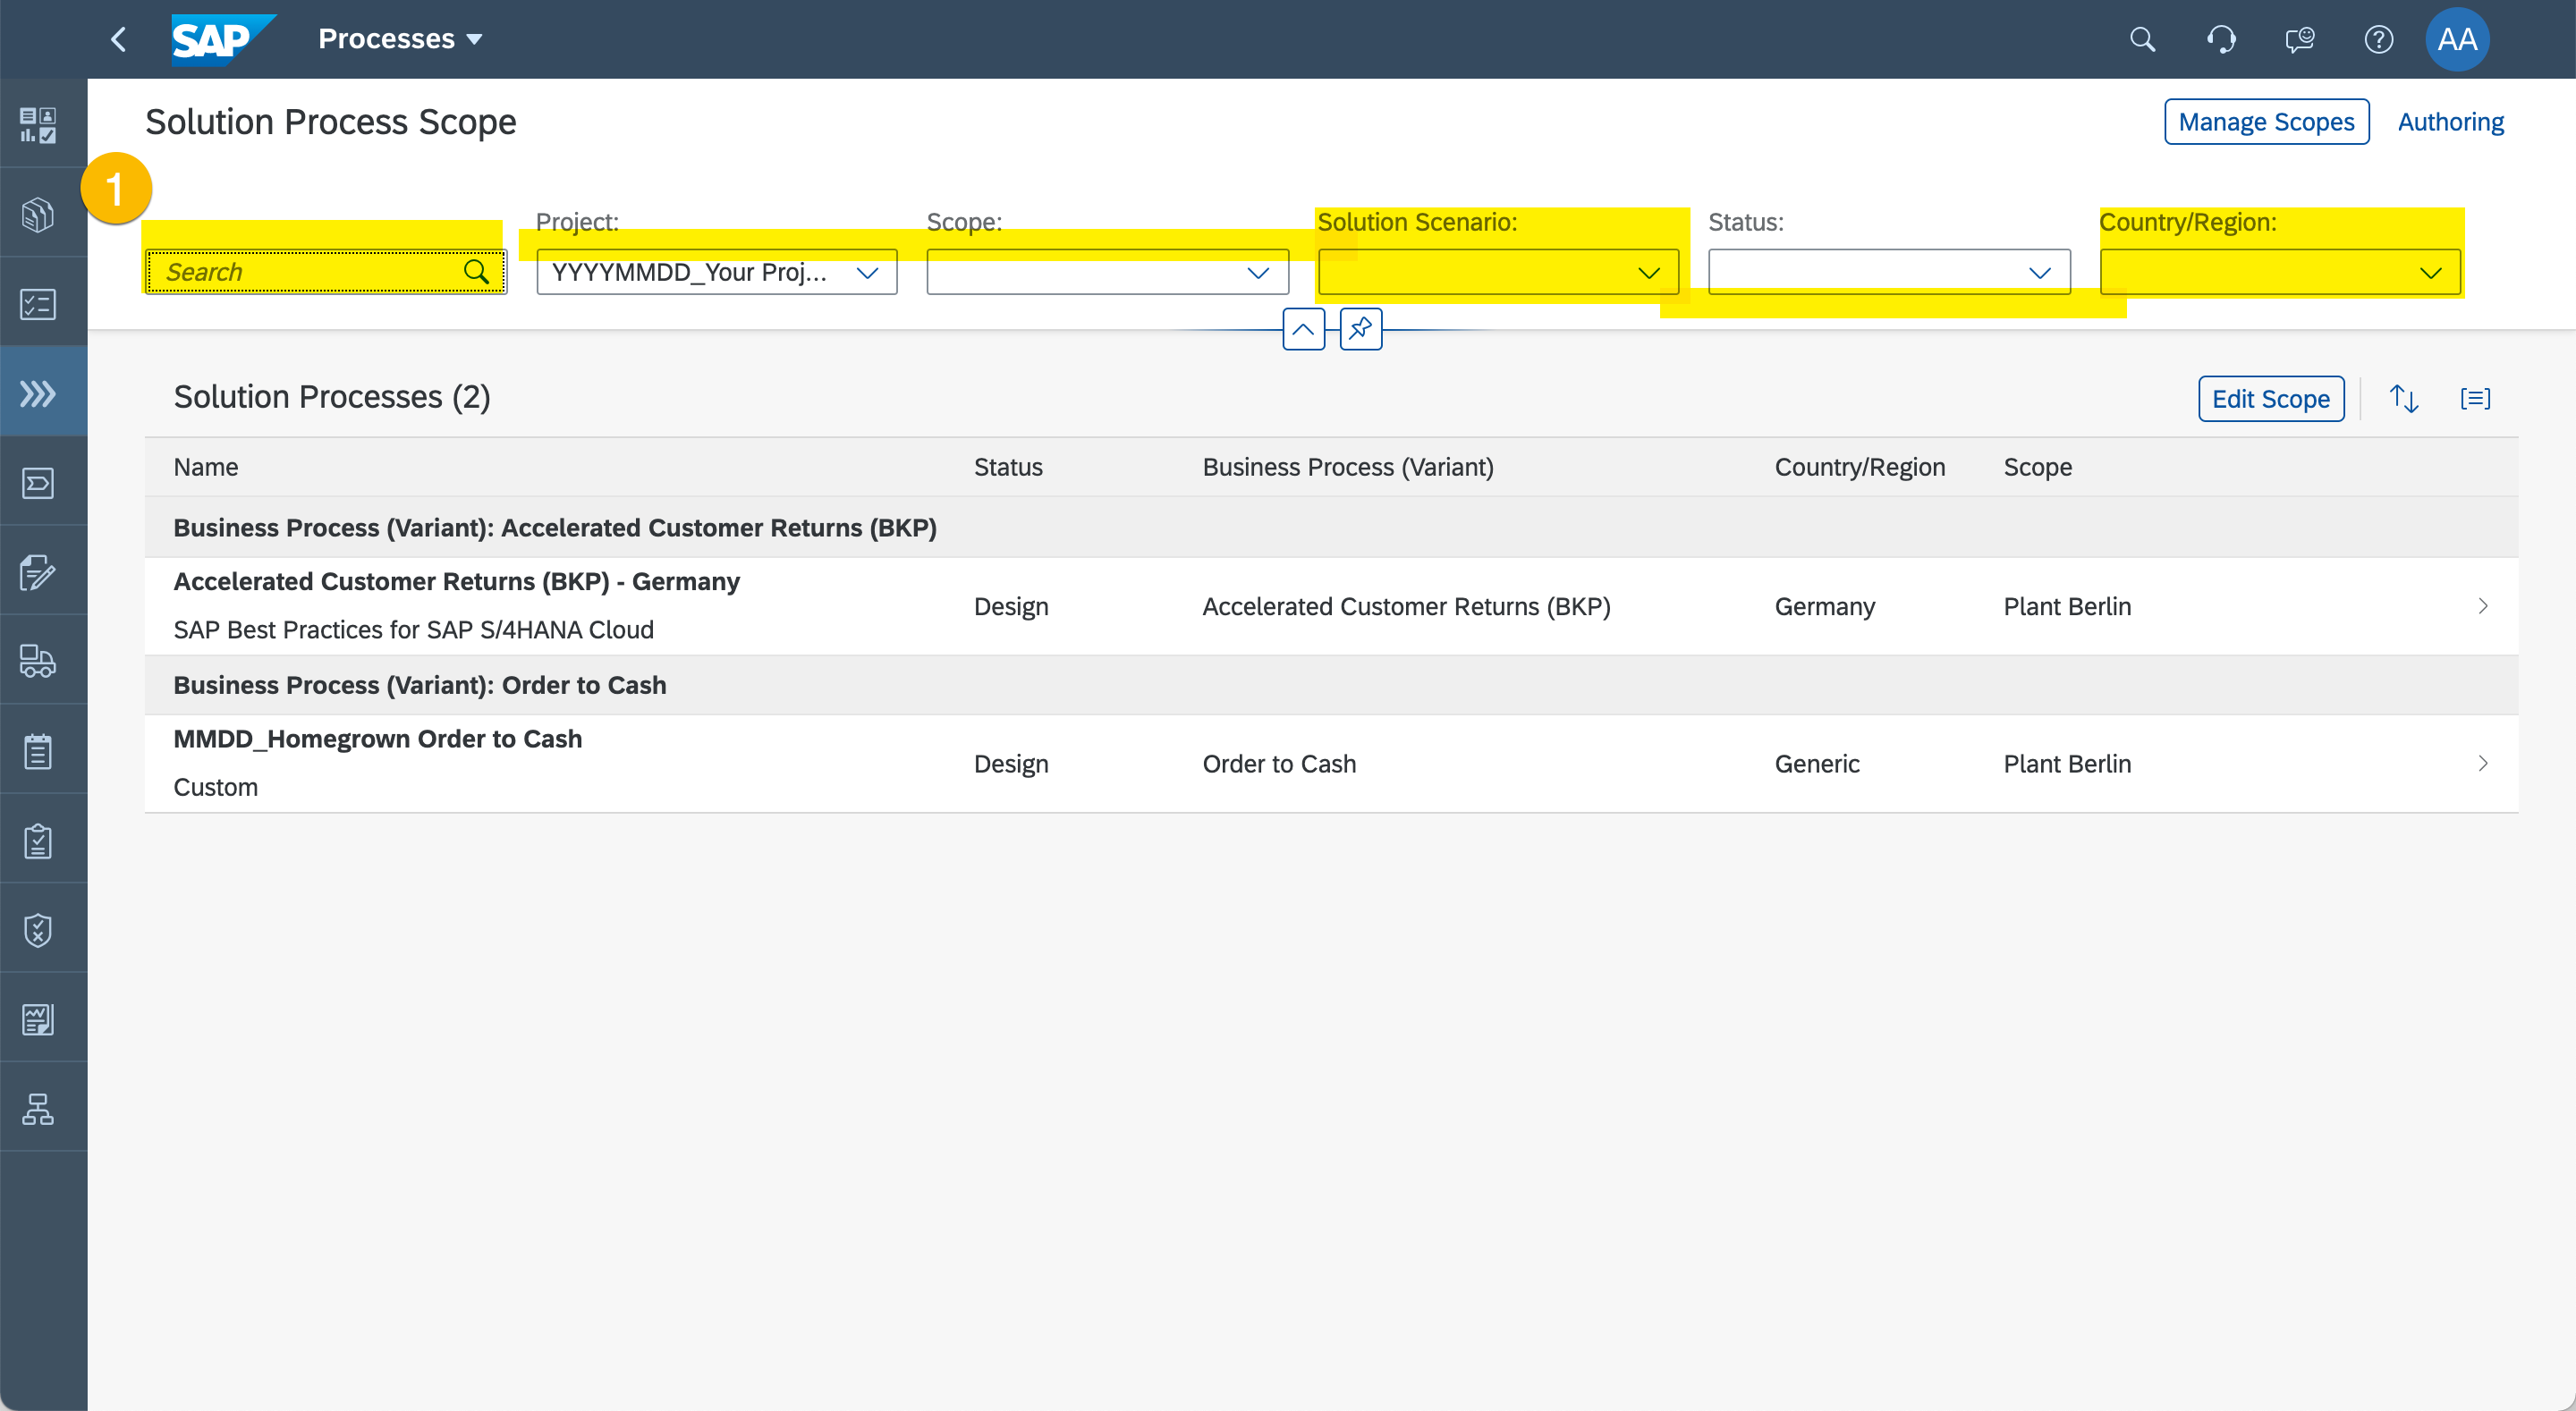 SAP Processes AA
Solution Process Scope Manage Scopes Authoring
1
Project: Scope: Solution Scenario: Status: Country/Region:
Search YYYYMMDD_Your Proj...
Solution Processes (2) Edit Scope
Name Status Business Process (Variant) Country/Region Scope
Business Process (Variant): Accelerated Customer Returns (BKP)
Accelerated Customer Returns (BKP) - Germany
SAP Best Practices for SAP S/4HANA Cloud
Design Accelerated Customer Returns (BKP) Germany Plant Berlin
Business Process (Variant): Order to Cash
MMDD_Homegrown Order to Cash
Custom
Design Order to Cash Generic Plant Berlin